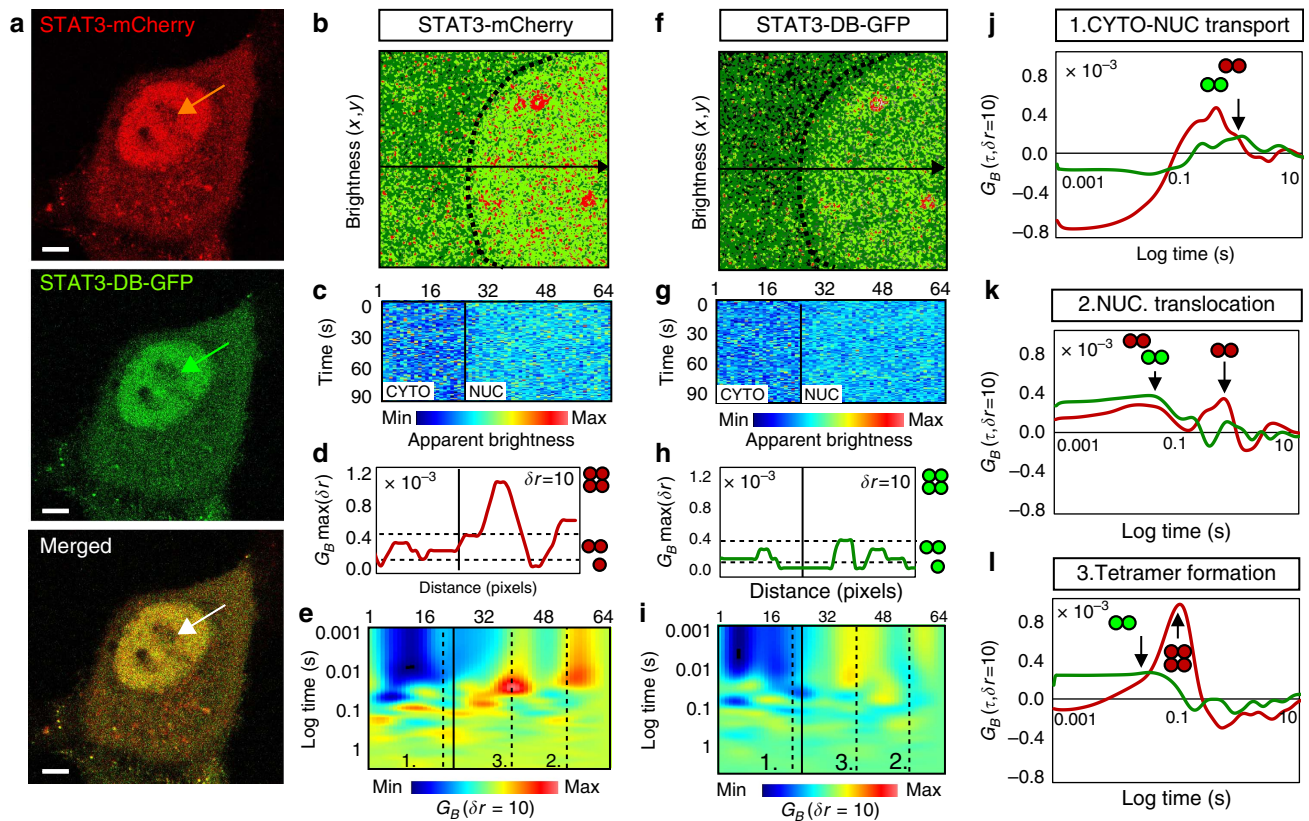 a
STAT3-mCherry
STAT3-DB-GFP
Merged
b
STAT3-mCherry
Brightness (x,y)
c
1 16 32 48 64
Time (s)
0
30
60
90
CYTO
NUC
Min Max
Apparent brightness
d
G_B max(δr)
1.2
0.8
0.4
0.0
× 10⁻³
δr=10
Distance (pixels)
e
1 16 32 48 64
Log time (s)
0.001
0.01
0.1
1
1. 3. 2.
Min Max
G_B (δr = 10)
f
STAT3-DB-GFP
Brightness (x,y)
g
1 16 32 48 64
Time (s)
0
30
60
90
CYTO
NUC
Min Max
Apparent brightness
h
G_B max(δr)
1.2
0.8
0.4
0.0
× 10⁻³
δr=10
Distance (pixels)
i
1 16 32 48 64
Log time (s)
0.001
0.01
0.1
1
1. 3. 2.
Min Max
G_B (δr = 10)
j
1.CYTO-NUC transport
G_B (τ,δr=10)
× 10⁻³
0.8
0.4
0.0
−0.4
−0.8
0.001 0.1 10
Log time (s)
k
2.NUC. translocation
G_B (τ,δr=10)
× 10⁻³
0.8
0.4
0.0
−0.4
−0.8
0.001 0.1 10
Log time (s)
l
3.Tetramer formation
G_B (τ,δr=10)
× 10⁻³
0.8
0.4
0.0
−0.4
−0.8
0.001 0.1 10
Log time (s)